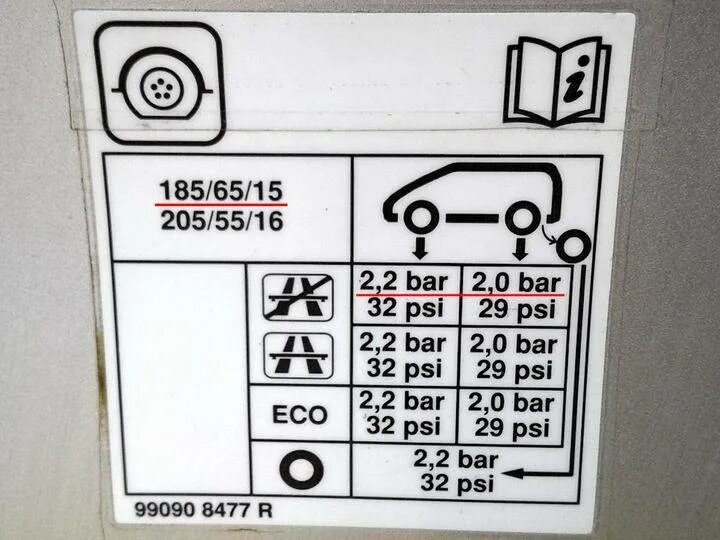 i
185/65/15
205/55/16
2,2 bar 2,0 bar
32 psi 29 psi
2,2 bar 2,0 bar
32 psi 29 psi
ECO
2,2 bar 2,0 bar
32 psi 29 psi
2,2 bar
32 psi
99090 8477 R